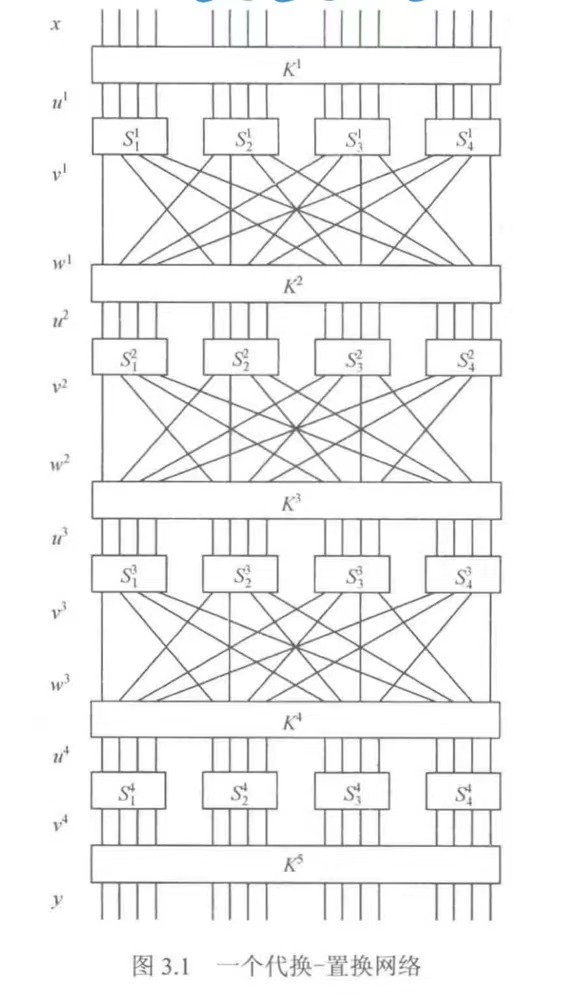 x
K¹
u¹
S₁¹ S₂¹ S₃¹ S₄¹
v¹
w¹
K²
u²
S₁² S₂² S₃² S₄²
v²
w²
K³
u³
S₁³ S₂³ S₃³ S₄³
v³
w³
K⁴
u⁴
S₁⁴ S₂⁴ S₃⁴ S₄⁴
v⁴
K⁵
y
图 3.1 一个代换-置换网络